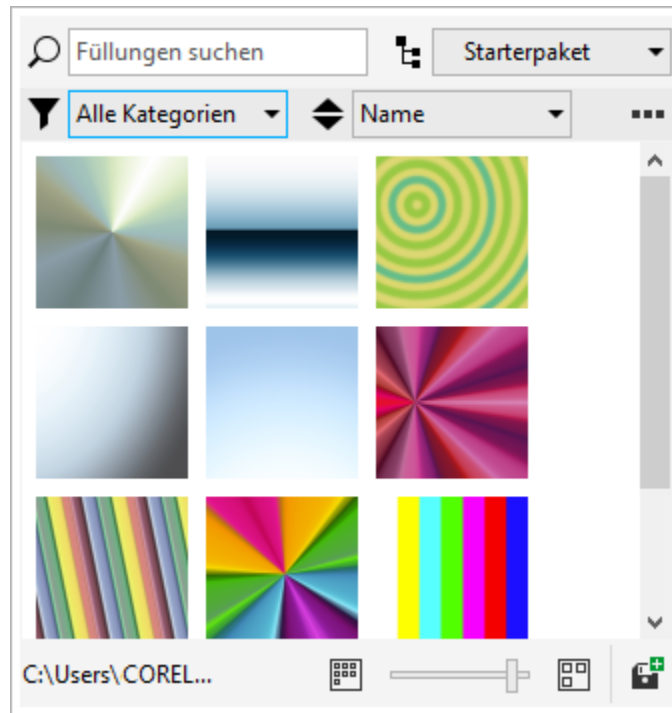 Füllungen suchen
Starterpaket
Alle Kategorien
Name
C:\Users\COREL...